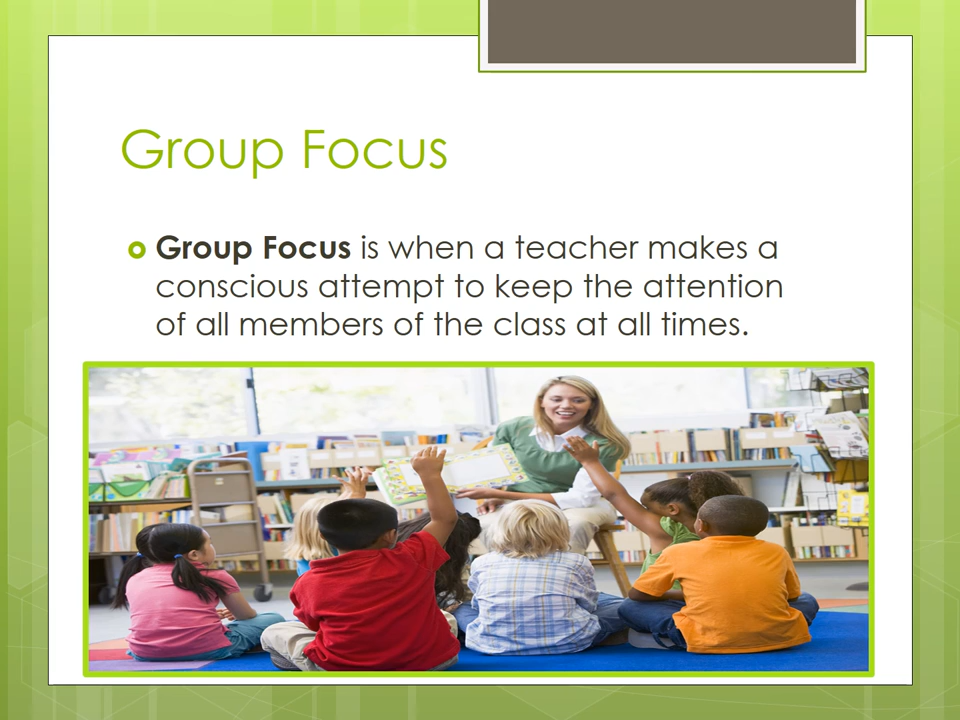 Group Focus
Group Focus is when a teacher makes a
conscious attempt to keep the attention
of all members of the class at all times.